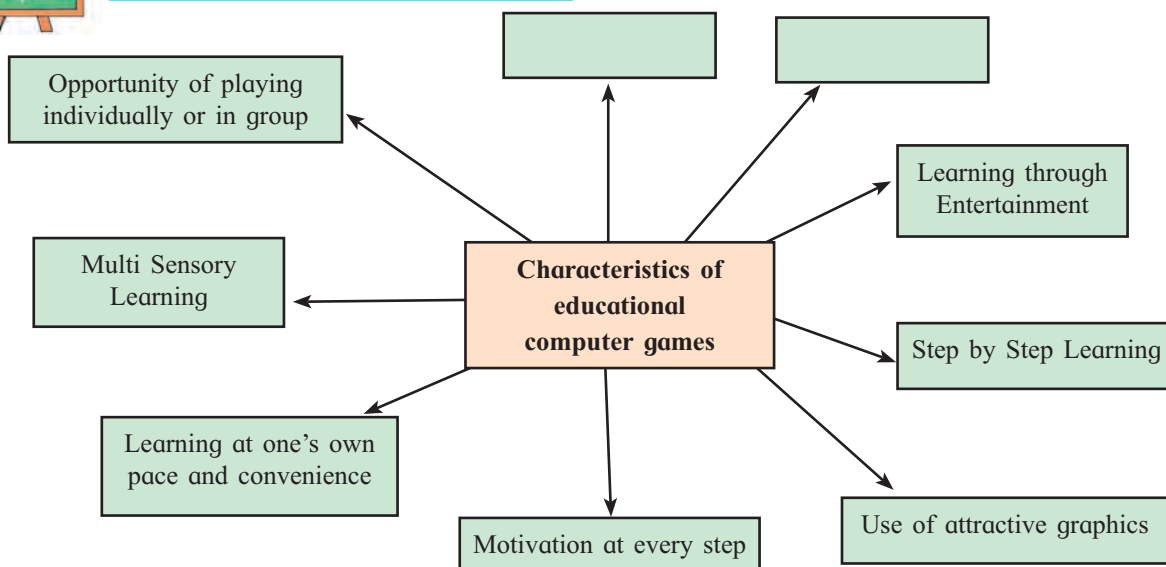 Opportunity of playing
individually or in group
Learning through
Entertainment
Multi Sensory
Learning
Characteristics of
educational
computer games
Step by Step Learning
Learning at one's own
pace and convenience
Use of attractive graphics
Motivation at every step